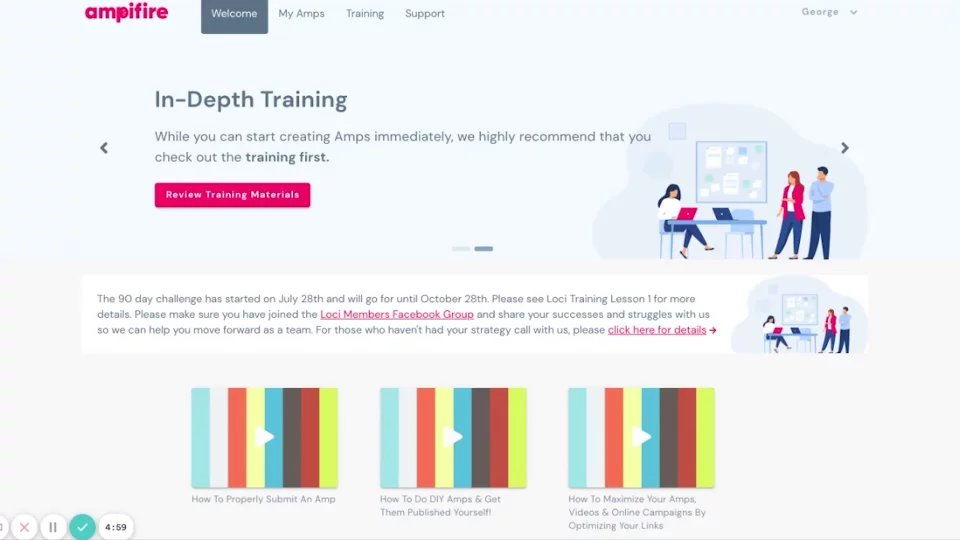 ampifire
Welcome
My Amps
Training
Support
George
In-Depth Training
While you can start creating Amps immediately, we highly recommend that you
check out the training first.
Review Training Materials
The 90 day challenge has started on July 28th and will go for until October 28th. Please see Loci Training Lesson 1 for more
details. Please make sure you have joined the Loci Members Facebook Group and share your successes and struggles with us
so we can help you move forward as a team. For those who haven't had your strategy call with us, please click here for details
How To Properly Submit An Amp
How To Do DIY Amps & Get
Them Published Yourself!
How To Maximize Your Amps,
Videos & Online Campaigns By
Optimizing Your Links
4:59